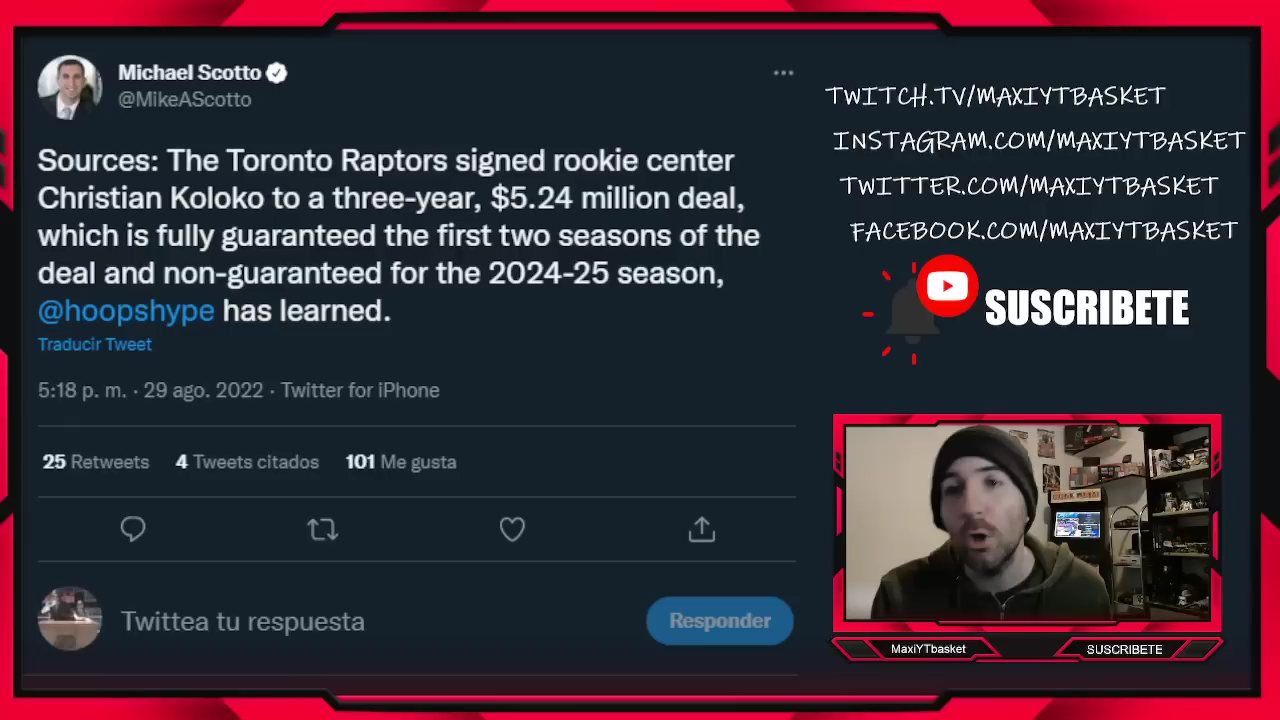 Michael Scotto
@MikeAScotto
Sources: The Toronto Raptors signed rookie center
Christian Koloko to a three-year, $5.24 million deal,
which is fully guaranteed the first two seasons of the
deal and non-guaranteed for the 2024-25 season,
@hoopshype has learned.
Traducir Tweet
5:18 p. m. · 29 ago. 2022 · Twitter for iPhone
25 Retweets 4 Tweets citados 101 Me gusta
Twittea tu respuesta
Responder
TWITCH.TV/MAXIYTBASKET
INSTAGRAM.COM/MAXIYTBASKET
TWITTER.COM/MAXIYTBASKET
FACEBOOK.COM/MAXIYTBASKET
SUSCRIBETE
MaxiYTbasket
SUSCRIBETE